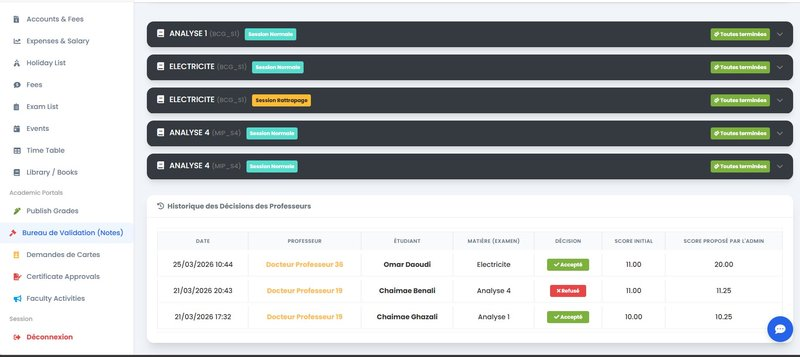 Accounts & Fees
Expenses & Salary
Holiday List
Fees
Exam List
Events
Time Table
Library / Books
Academic Portals
Publish Grades
Bureau de Validation (Notes)
Demandes de Cartes
Certificate Approvals
Faculty Activities
Session
Déconnexion
ANALYSE 1 (BCG_S1) Session Normale Toutes terminées
ELECTRICITE (BCG_S1) Session Normale Toutes terminées
ELECTRICITE (BCG_S1) Session Rattrapage Toutes terminées
ANALYSE 4 (MIP_S4) Session Normale Toutes terminées
ANALYSE 4 (MIP_S4) Session Normale Toutes terminées
Historique des Décisions des Professeurs
DATE PROFESSEUR ÉTUDIANT MATIÈRE (EXAMEN) DÉCISION SCORE INITIAL SCORE PROPOSÉ PAR L'ADMIN
25/03/2026 10:44 Docteur Professeur 36 Omar Daoudi Electricite Accepté 11.00 20.00
21/03/2026 20:43 Docteur Professeur 19 Chaimae Benali Analyse 4 Refusé 11.00 11.25
21/03/2026 17:32 Docteur Professeur 19 Chaimae Ghazali Analyse 1 Accepté 10.00 10.25